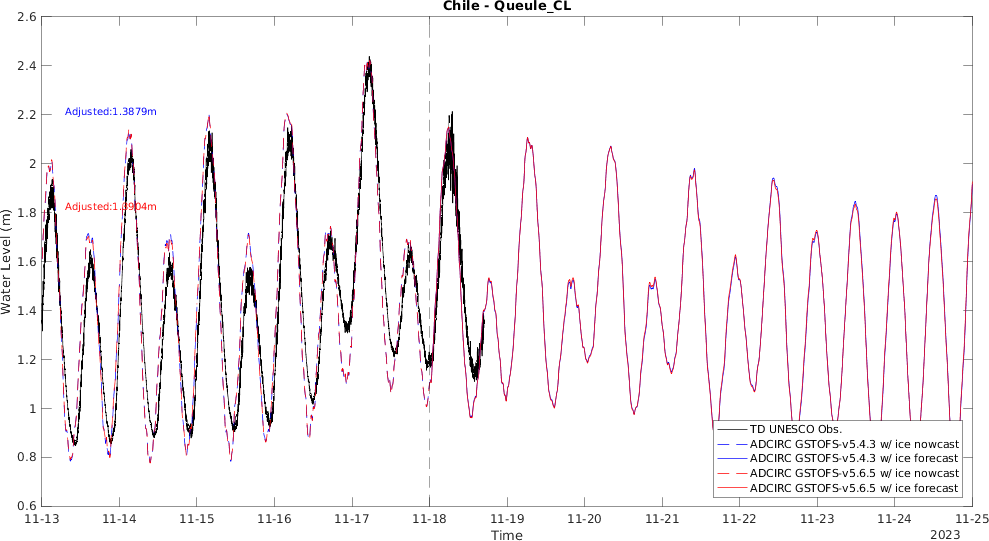 Chile - Queule_CL
2.6
2.4
2.2
2
1.8
1.6
1.4
1.2
1
0.8
0.6
Water Level (m)
Adjusted:1.3879m
Adjusted:1.3904m
TD UNESCO Obs.
ADCIRC GSTOFS-v5.4.3 w/ ice nowcast
ADCIRC GSTOFS-v5.4.3 w/ ice forecast
ADCIRC GSTOFS-v5.6.5 w/ ice nowcast
ADCIRC GSTOFS-v5.6.5 w/ ice forecast
11-13 11-14 11-15 11-16 11-17 11-18 11-19 11-20 11-21 11-22 11-23 11-24 11-25
Time
2023